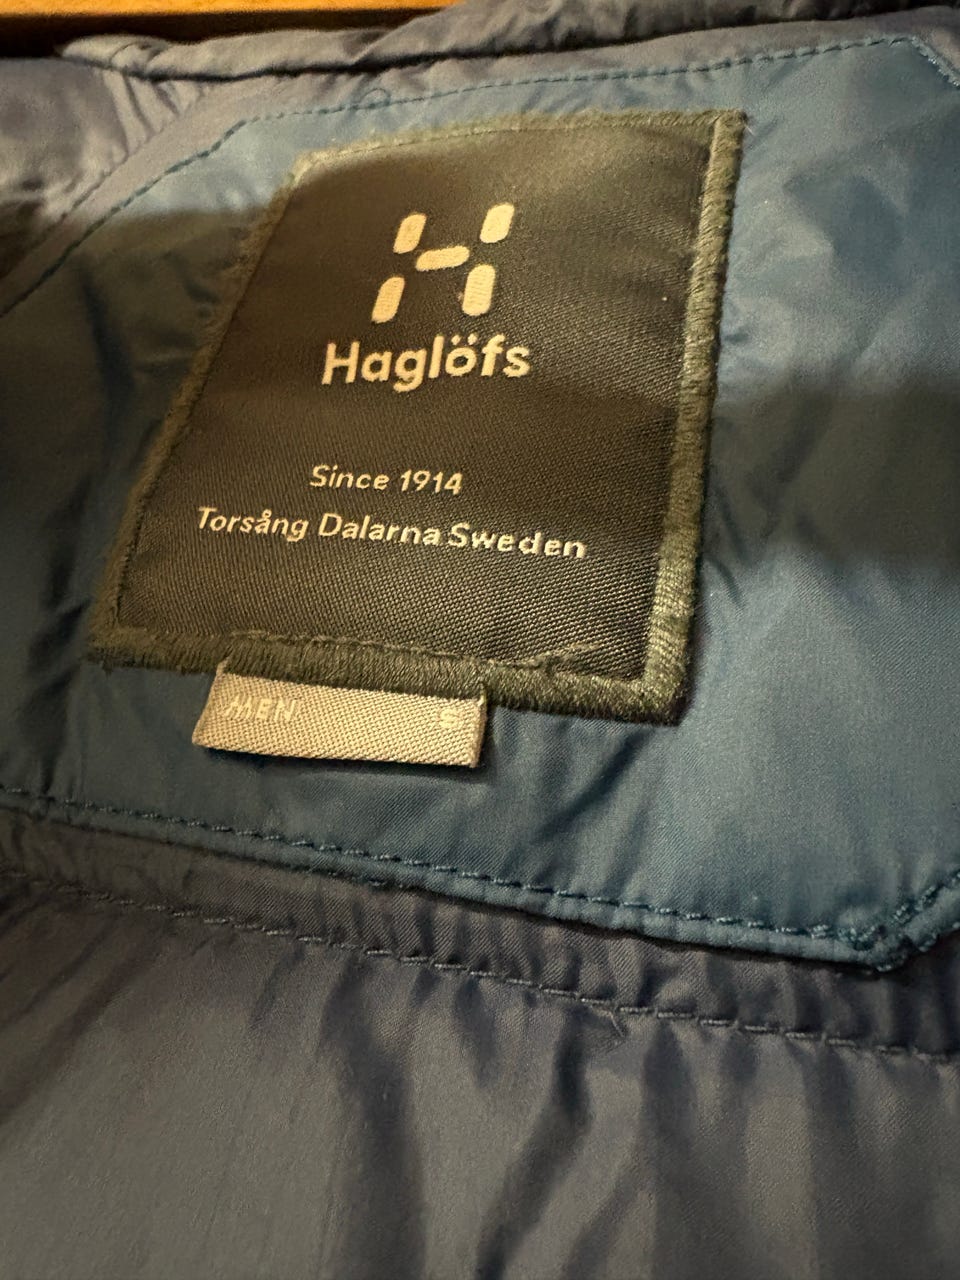 Haglöfs
Since 1914
Torsång Dalarna Sweden
MEN S